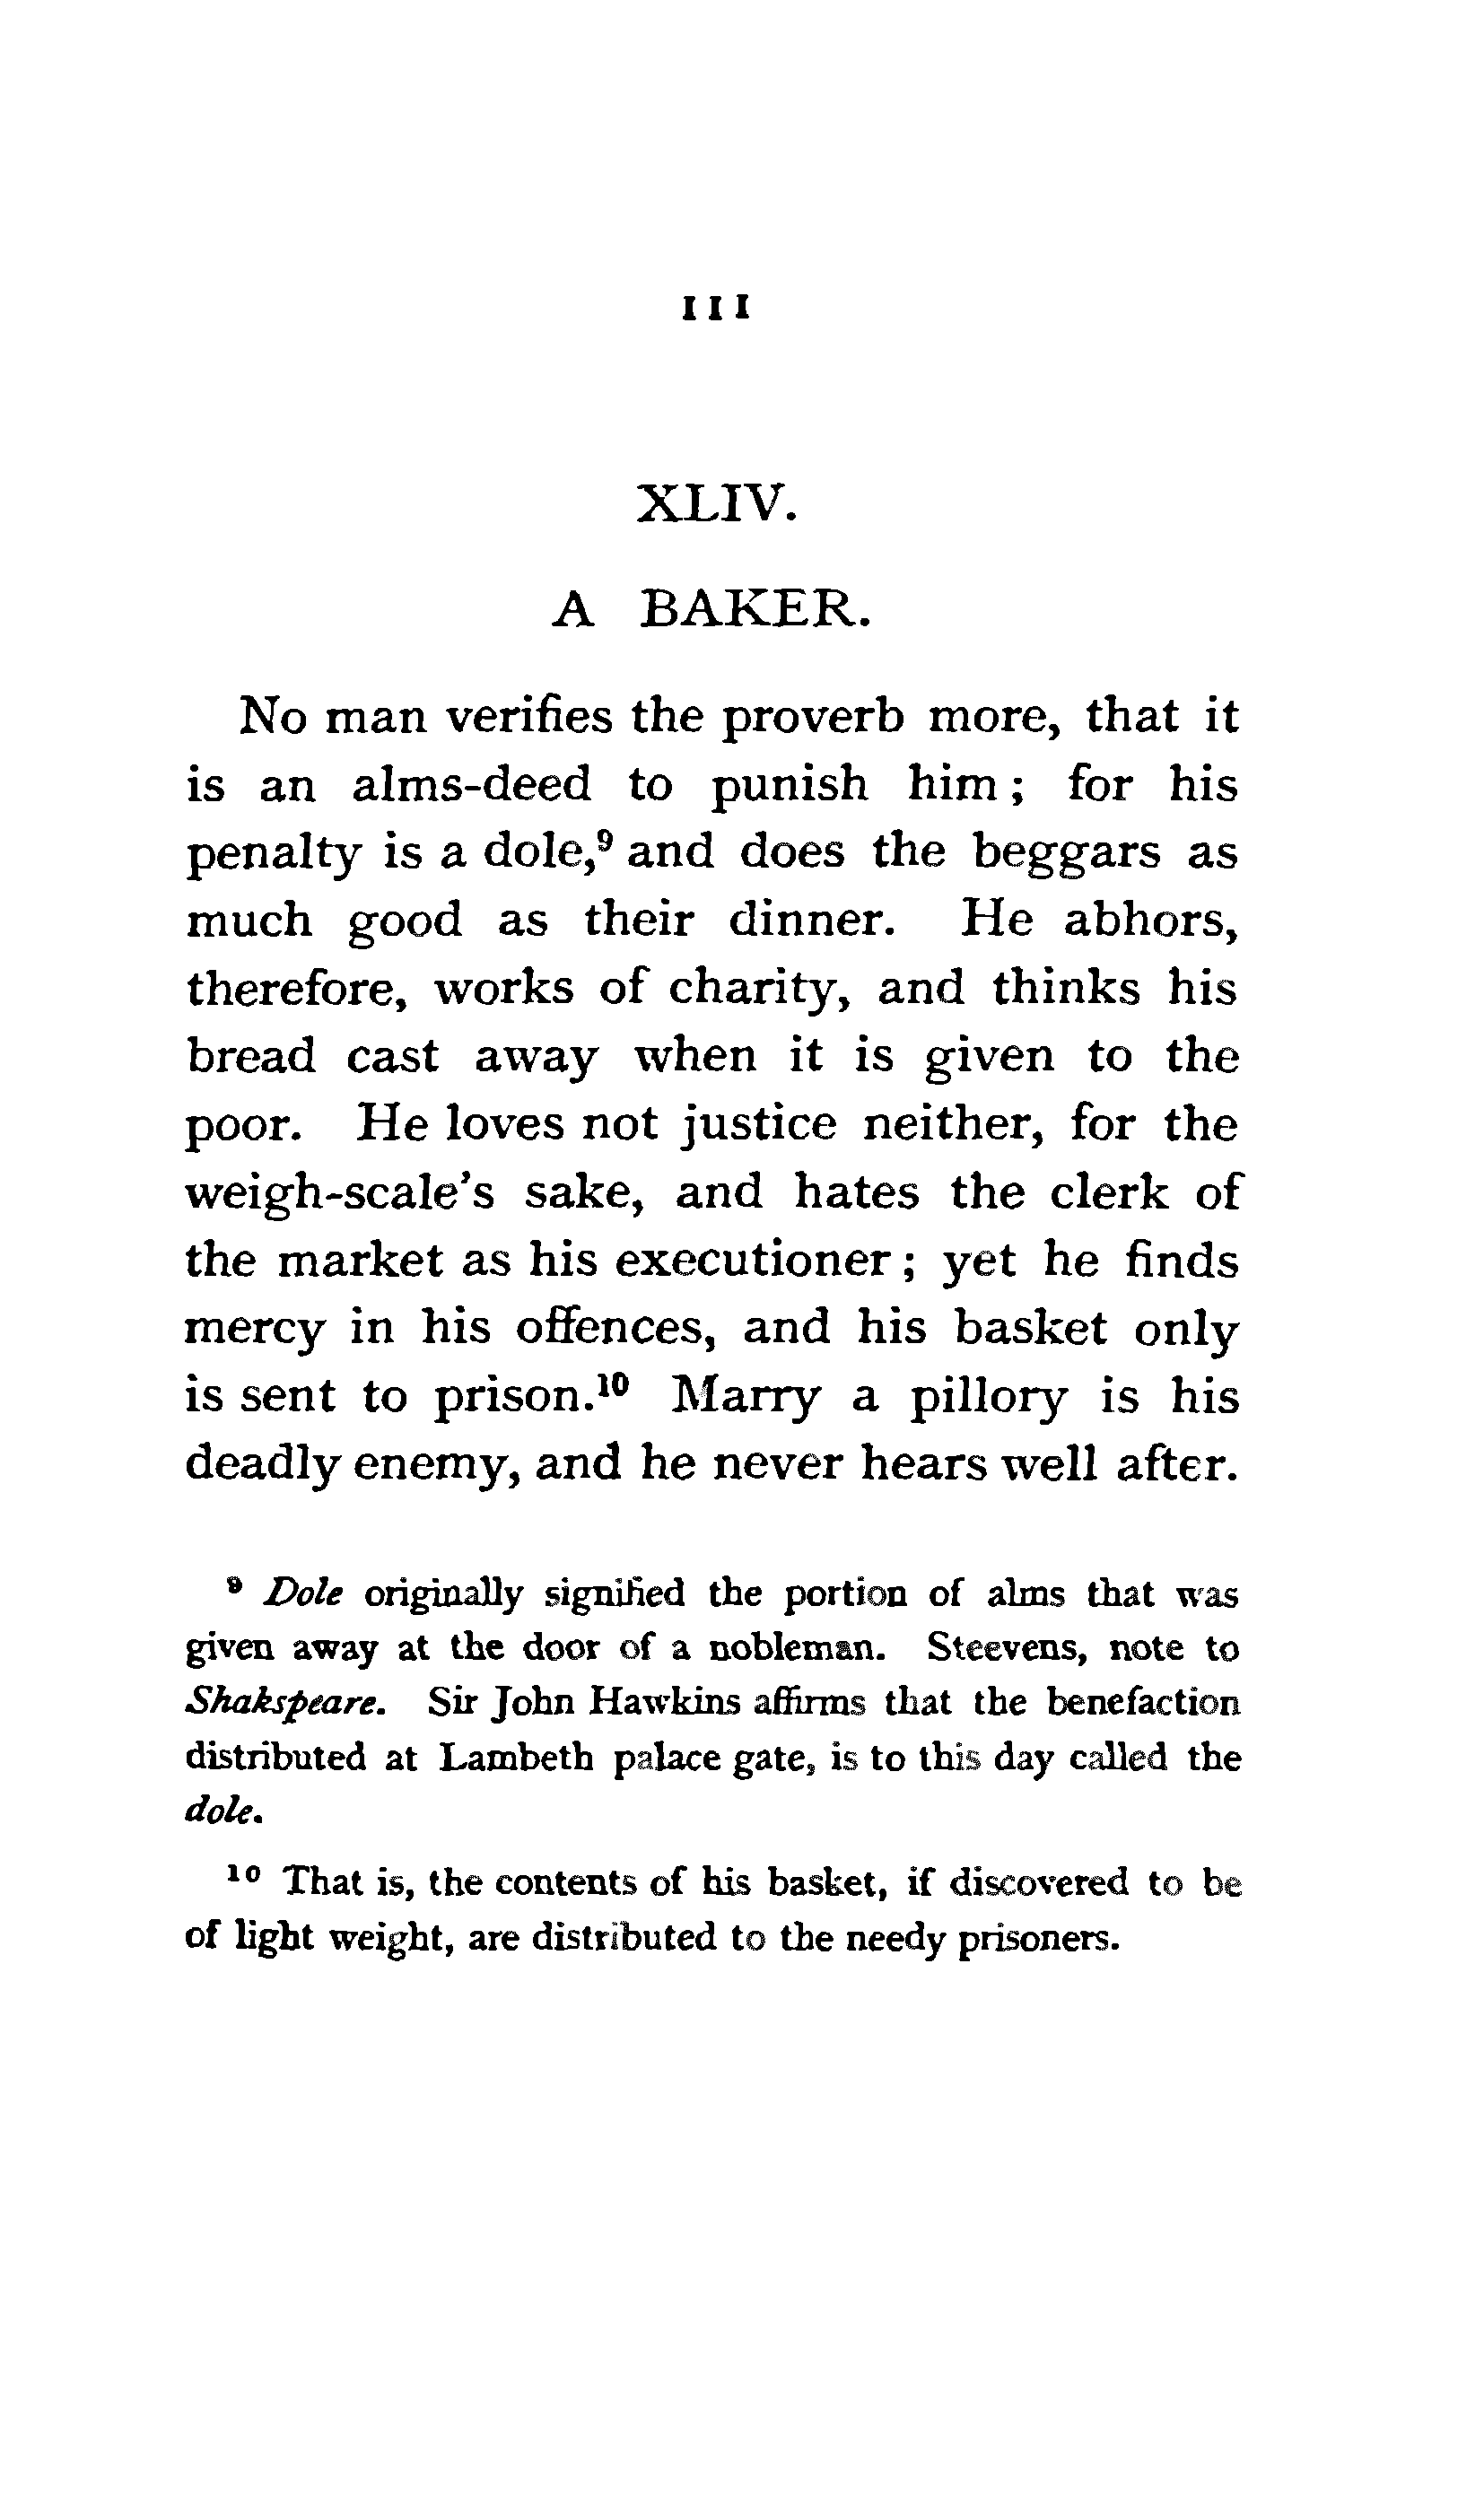 111
XLIV.
A BAKER.
No man verifies the proverb more, that it
is an alms-deed to punish him; for his
penalty is a dole,⁹ and does the beggars as
much good as their dinner. He abhors,
therefore, works of charity, and thinks his
bread cast away when it is given to the
poor. He loves not justice neither, for the
weigh-scale's sake, and hates the clerk of
the market as his executioner; yet he finds
mercy in his offences, and his basket only
is sent to prison.¹⁰ Marry a pillory is his
deadly enemy, and he never hears well after.
⁹ Dole originally signified the portion of alms that was
given away at the door of a nobleman. Steevens, note to
Shakspeare. Sir John Hawkins affirms that the benefaction
distributed at Lambeth palace gate, is to this day called the
dole.
¹⁰ That is, the contents of his basket, if discovered to be
of light weight, are distributed to the needy prisoners.